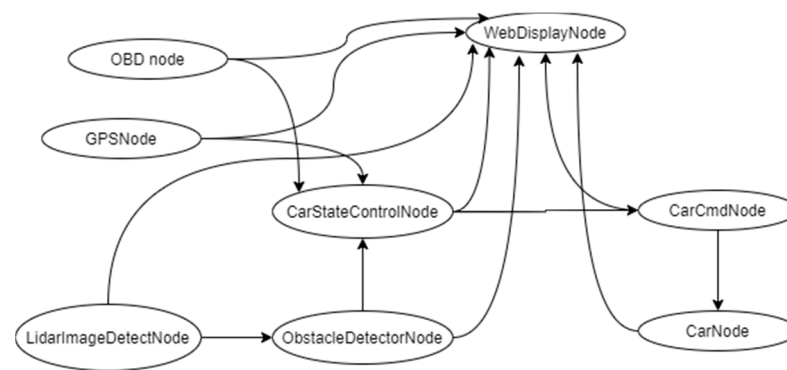 WebDisplayNode
OBD node
GPSNode
CarStateControlNode
CarCmdNode
LidarImageDetectNode
ObstacleDetectorNode
CarNode